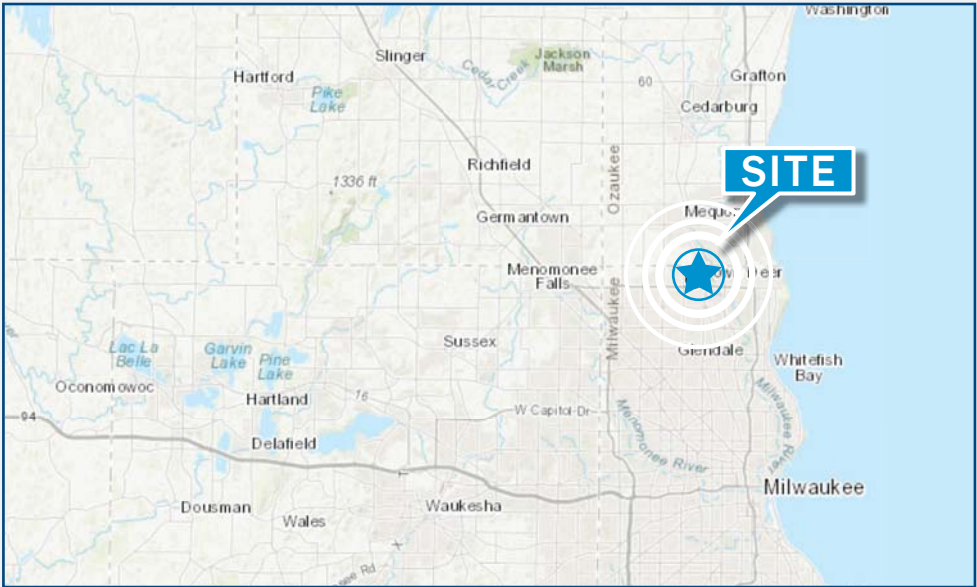 Washington
Slinger
Jackson
Marsh
Cedar Creek
Hartford
Pike
Lake
60
Grafton
Cedarburg
Richfield
Ozaukee
SITE
1336 ft
Germantown
Menomonee
Falls
Milwaukee
Sussex
Glendale
Whitefish
Bay
Lac La
Belle
Garvin
Lake
Pine
Lake
Oconomowoc
Hartland
16
W Capitol Dr
94
Delafield
Menomonee River
Milwaukee River
Milwaukee
Dousman
Wales
Waukesha
Rd